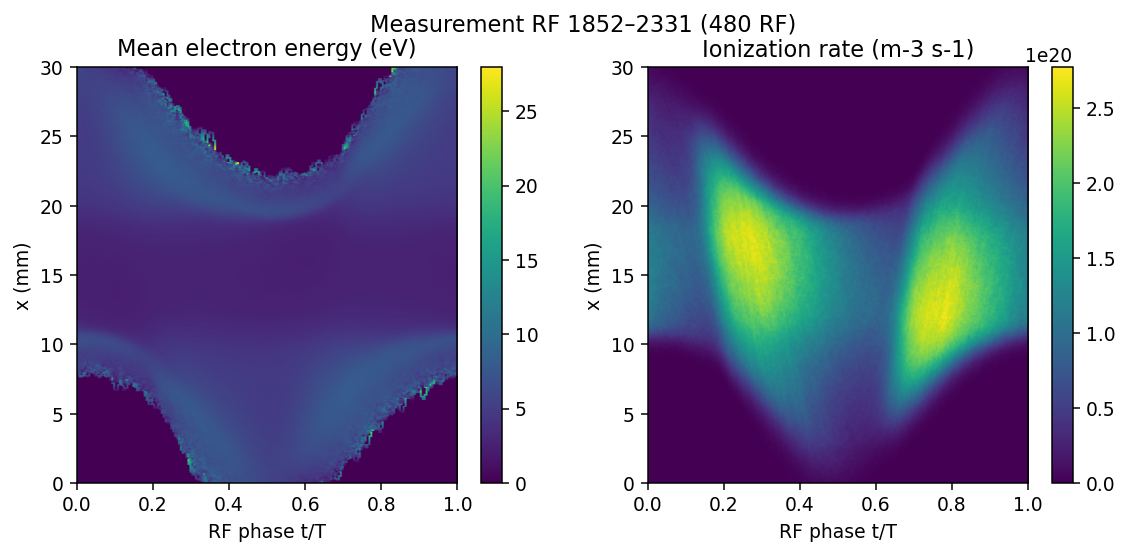 Measurement RF 1852–2331 (480 RF)
Mean electron energy (eV)
Ionization rate (m-3 s-1)
1e20
30
25
20
15
10
5
0
x (mm)
0.0 0.2 0.4 0.6 0.8 1.0
RF phase t/T
25
20
15
10
5
0
30
25
20
15
10
5
0
x (mm)
0.0 0.2 0.4 0.6 0.8 1.0
RF phase t/T
2.5
2.0
1.5
1.0
0.5
0.0